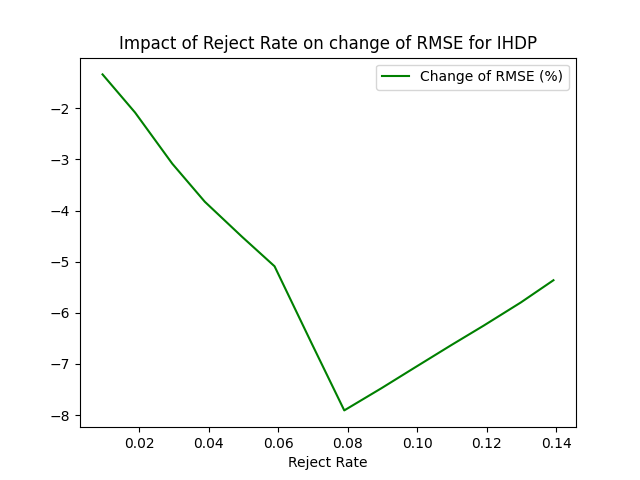 Impact of Reject Rate on change of RMSE for IHDP
Change of RMSE (%)
−2
−3
−4
−5
−6
−7
−8
0.02 0.04 0.06 0.08 0.10 0.12 0.14
Reject Rate